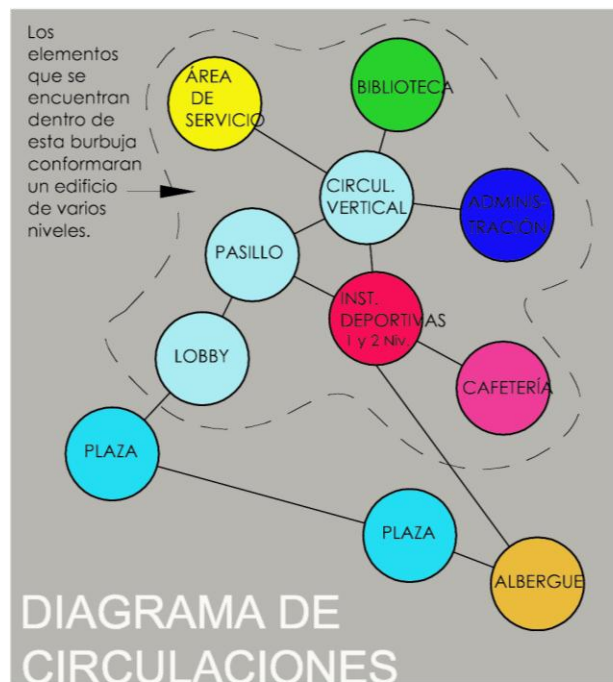 Los
elementos
que se
encuentran
dentro de
esta burbuja
conformaran
un edificio
de varios
niveles.
ÁREA
DE
SERVICIO
BIBLIOTECA
CIRCUL.
VERTICAL
ADMINIS-
TRACIÓN
PASILLO
INST.
DEPORTIVAS
1 y 2 Niv.
LOBBY
CAFETERÍA
PLAZA
PLAZA
ALBERGUE
DIAGRAMA DE
CIRCULACIONES